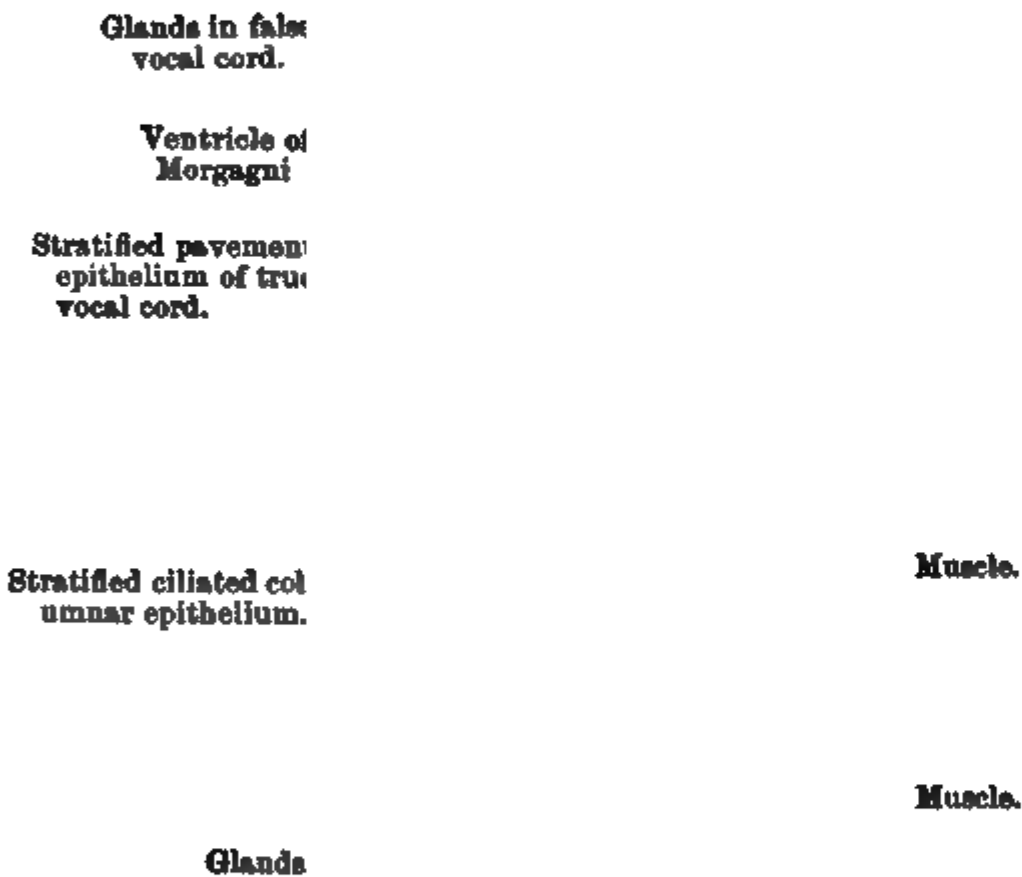 Glands in false
vocal cord.
Ventricle of
Morgagni
Stratified pavement
epithelium of true
vocal cord.
Stratified ciliated col
umnar epithelium.
Muscle.
Muscle.
Glands